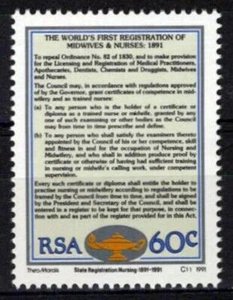 THE WORLD'S FIRST REGISTRATION OF
MIDWIVES & NURSES: 1891
To repeal Ordinance No. 82 of 1830, and to make provision
for the Licensing and Registration of Medical Practitioners,
Apothecaries, Dentists, Chemists and Druggists, Midwives
and Nurses.
The Council may, in accordance with regulations approved
of by the Governor, grant certificates of competence in mid-
wifery and as trained nurses:
(a) To any person who is the holder of a certificate or
diploma as a trained nurse or midwife, granted by any
one of such examining or other bodies as the Council
may from time to time prescribe and define.
(b) To any person who shall satisfy the examiners thereto
appointed by the Council of his or her competence, skill
and fitness in and for the occupation of Nursing and
Midwifery, and who shall in addition produce proof by
certificate or otherwise of having had sufficient training
in nursing or midwife's calling work, under competent
supervision.
Every such certificate or diploma shall entitle the holder to
practise nursing or midwifery according to regulations to be
framed by the Council, and shall be signed by the President
and Secretary of the Council, and shall be
entered in a register to be kept for that purpose, in connec-
tion with and as part of the register provided for in this Act.
RSA 60c
Theo Marais State Registration Nursing 1891-1991 1991